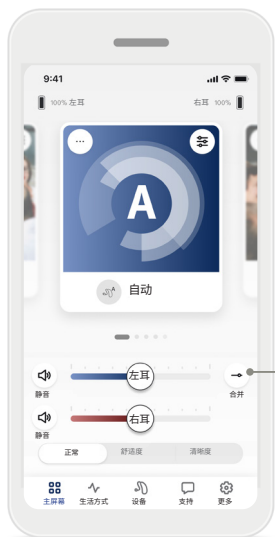 9:41
100% 左耳
右耳 100%
A
A
自动
左耳
静音
合并
右耳
静音
正常
舒适度
清晰度
主屏幕
生活方式
设备
支持
更多